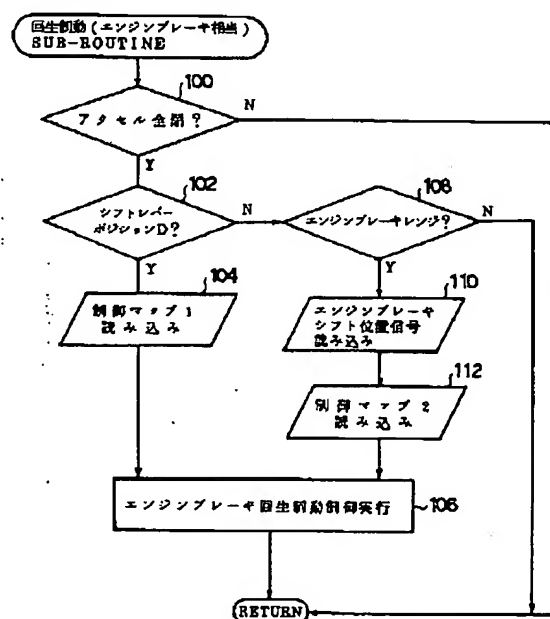 回生制動(エンジンブレーキ相当)
SUB-ROUTINE
100
アクセル全閉?
N
Y
102
シフトレバー
ポジションD?
N
Y
108
エンジンブレーキレンジ?
N
Y
104
制御マップ1
読み込み
110
エンジンブレーキ
シフト位置信号
読み込み
112
制御マップ2
読み込み
エンジンブレーキ回生制動制御実行
106
RETURN